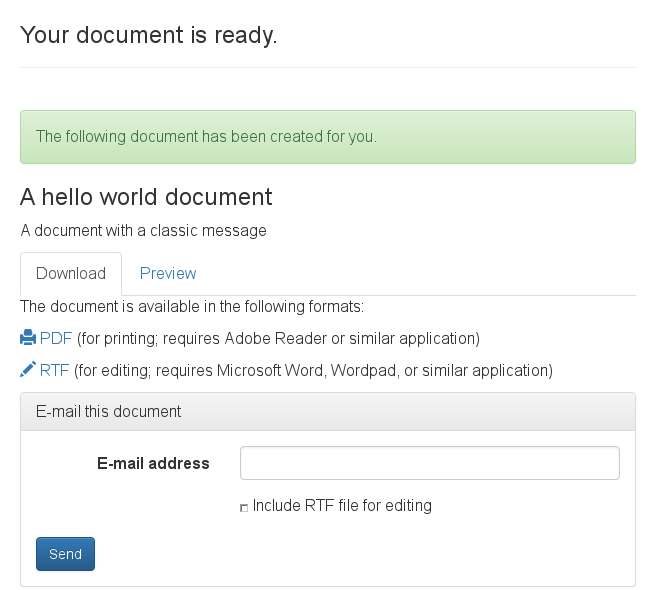 Your document is ready.
The following document has been created for you.
A hello world document
A document with a classic message
Download Preview
The document is available in the following formats:
PDF (for printing; requires Adobe Reader or similar application)
RTF (for editing; requires Microsoft Word, Wordpad, or similar application)
E-mail this document
E-mail address
Include RTF file for editing
Send